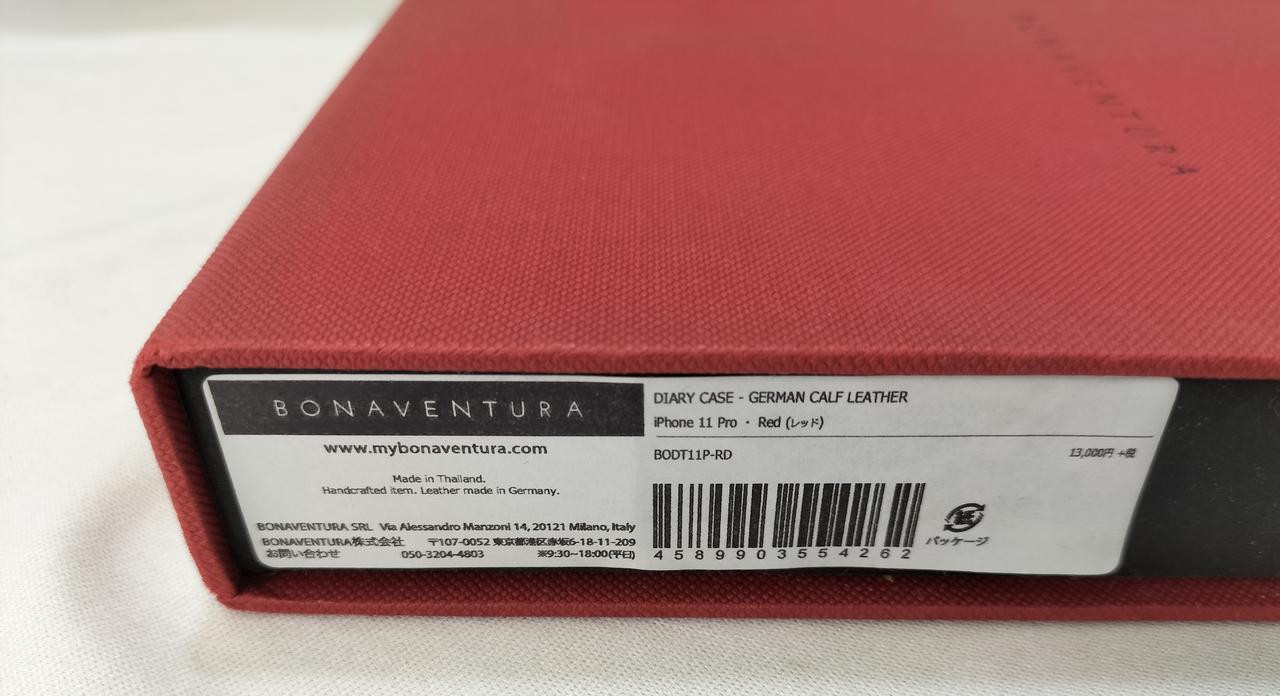 BONAVENTURA
BONAVENTURA
www.mybonaventura.com
Made in Thailand.
Handcrafted item. Leather made in Germany.
BONAVENTURA SRL Via Alessandro Manzoni 14, 20121 Milano, Italy
BONAVENTURA株式会社 〒107-0052 東京都港区赤坂6-18-11-209
お問い合わせ 050-3204-4803 ※9:30~18:00(平日)
DIARY CASE - GERMAN CALF LEATHER
iPhone 11 Pro ・ Red (レッド)
BODT11P-RD 13,000円 +税
4589903554262
紙
パッケージ